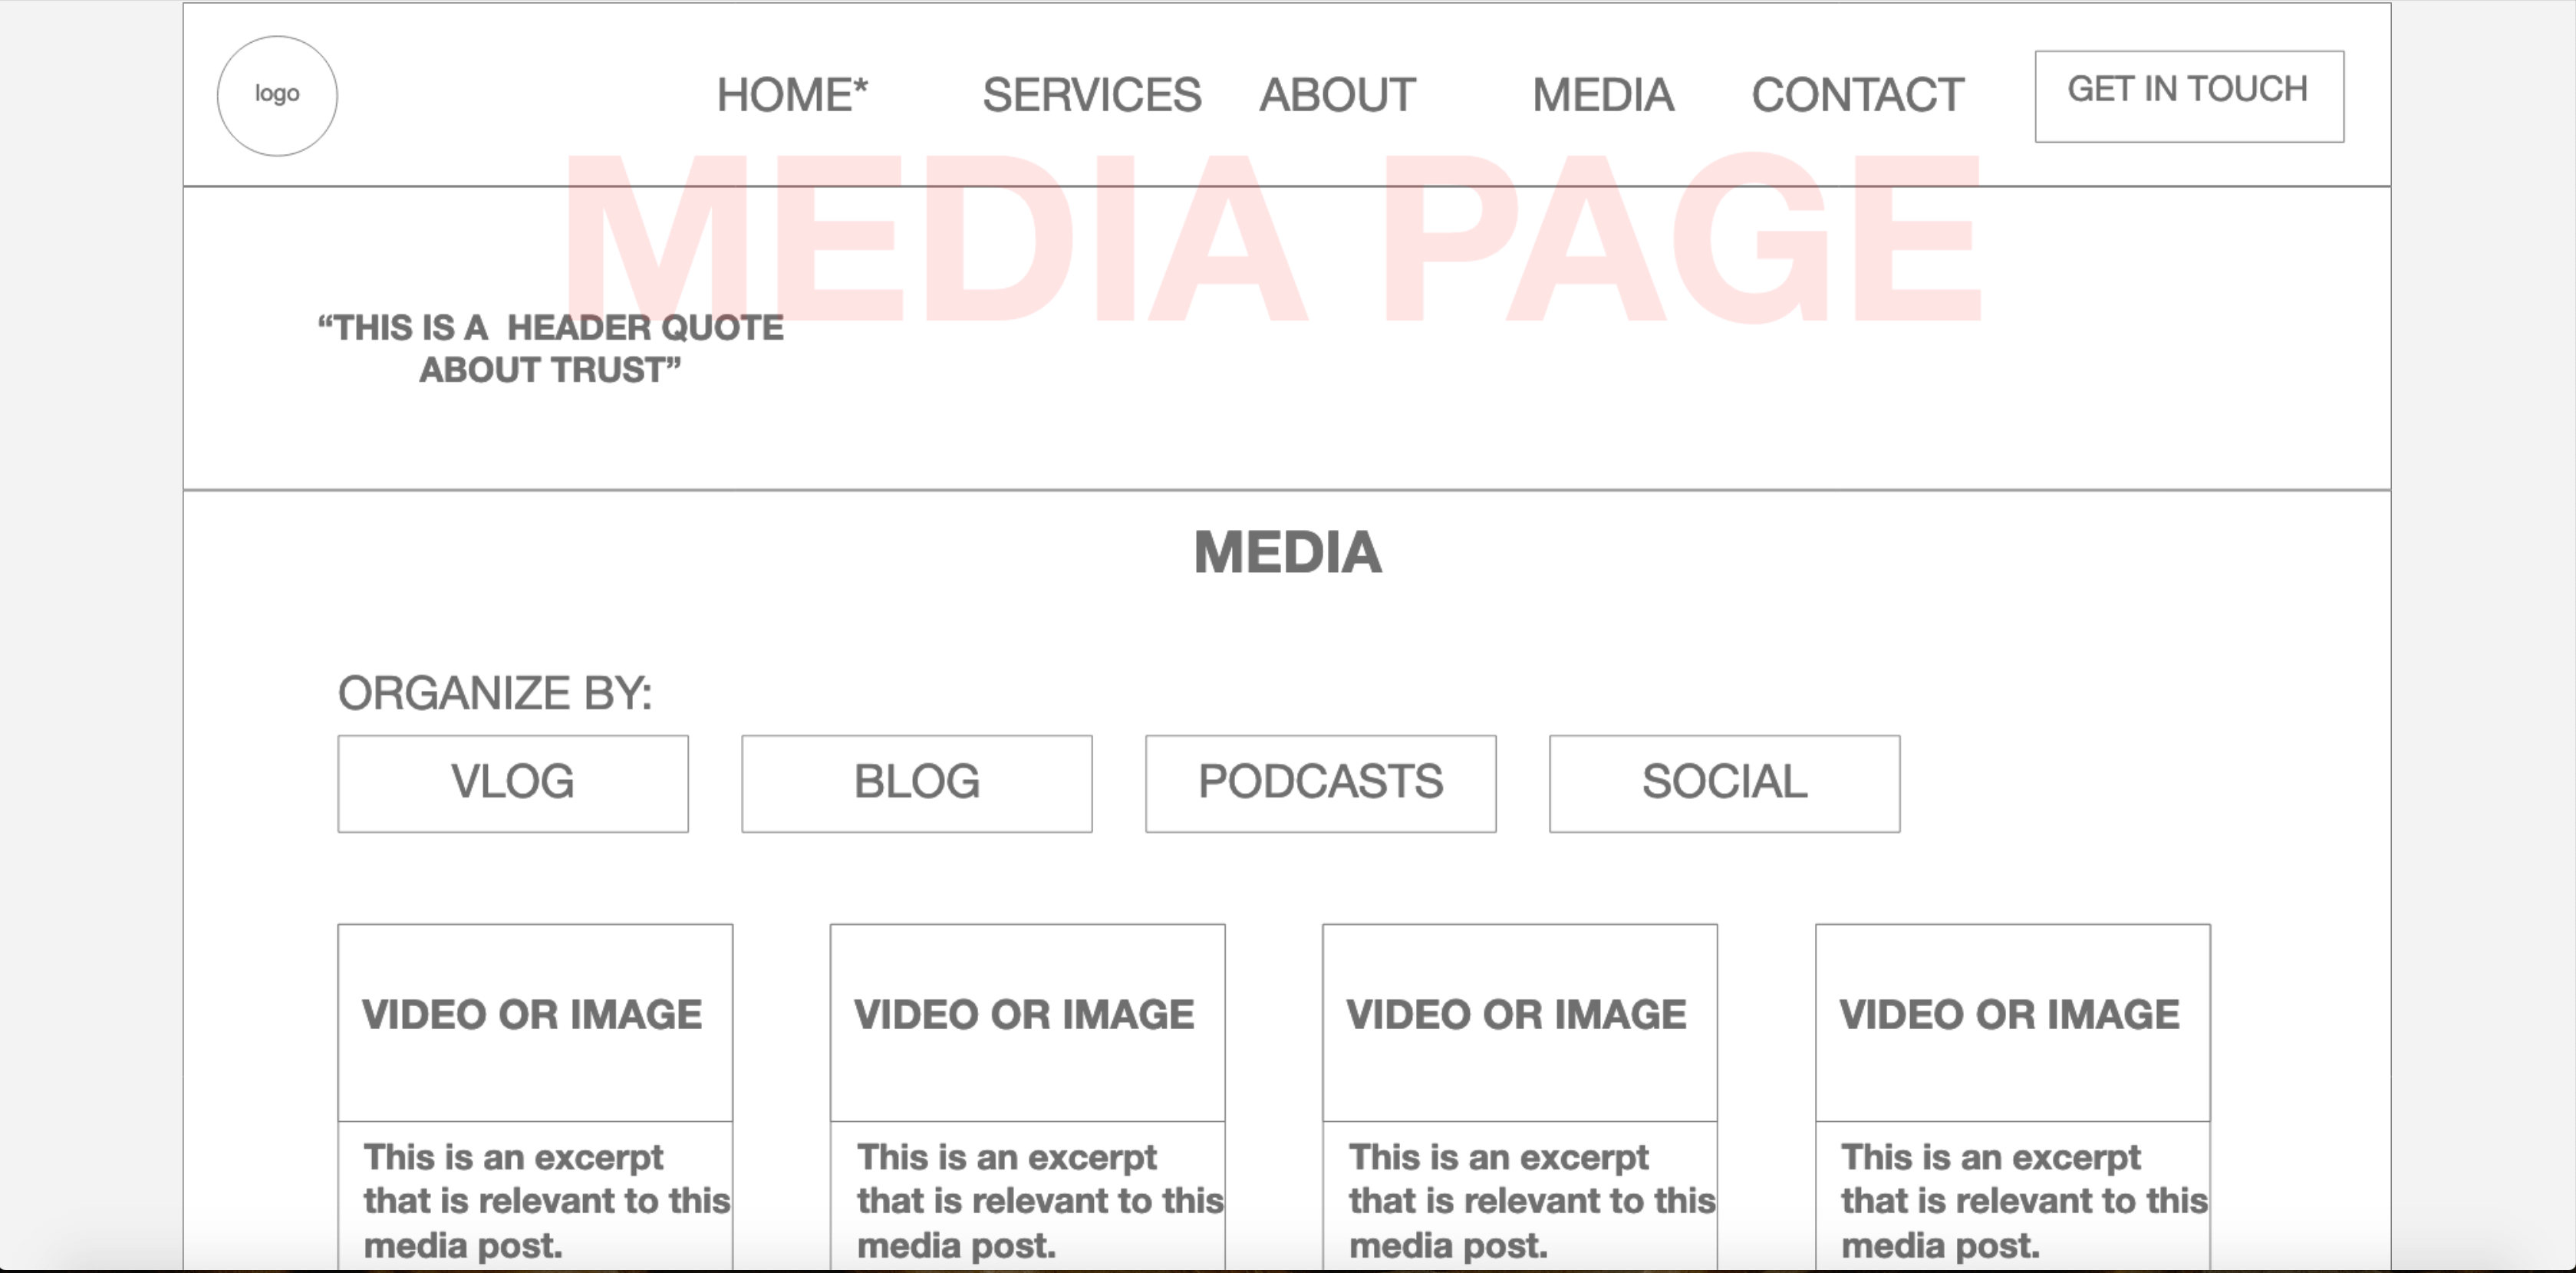 logo
HOME* SERVICES ABOUT MEDIA CONTACT GET IN TOUCH
MEDIA PAGE
“THIS IS A  HEADER QUOTE
ABOUT TRUST”
MEDIA
ORGANIZE BY:
VLOG BLOG PODCASTS SOCIAL
VIDEO OR IMAGE VIDEO OR IMAGE VIDEO OR IMAGE VIDEO OR IMAGE
This is an excerpt
that is relevant to this
media post.
This is an excerpt
that is relevant to this
media post.
This is an excerpt
that is relevant to this
media post.
This is an excerpt
that is relevant to this
media post.